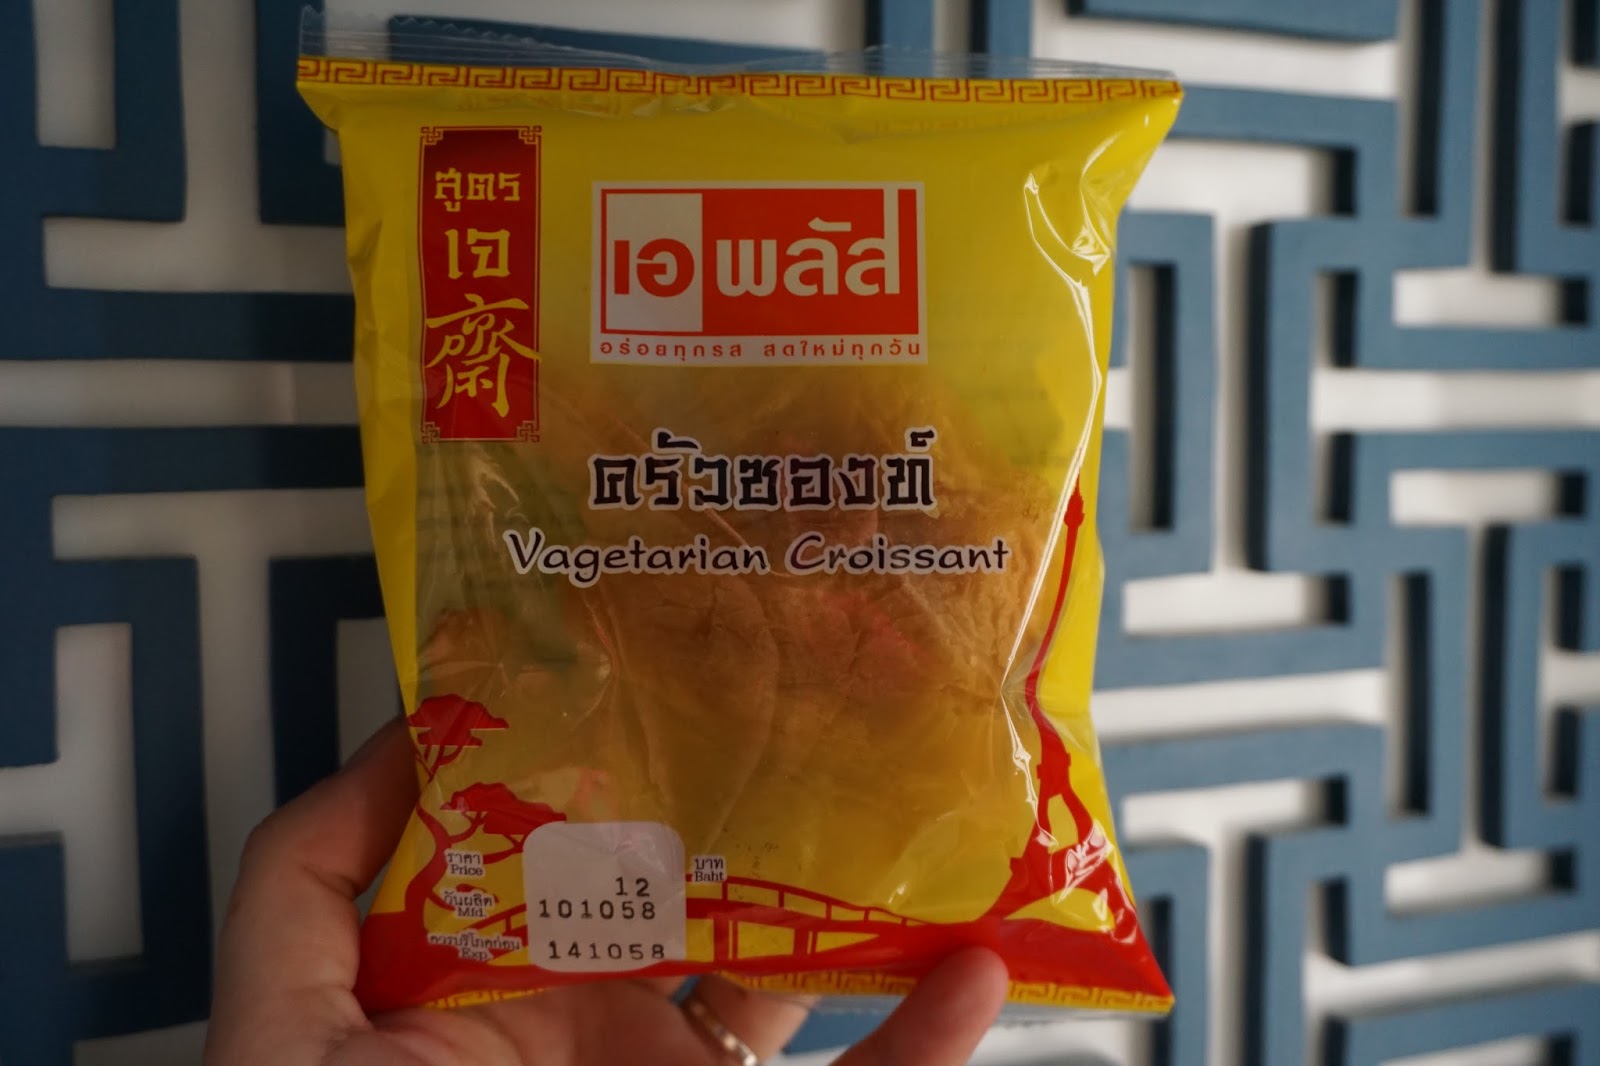 สูตร
เจ
齋
เอ พลัส
อร่อยทุกรส สดใหม่ทุกวัน
ครัวซองท์
Vagetarian Croissant
ราคา
Price
12
บาท
Baht
วันผลิต
Mfd.
101058
ควรบริโภคก่อน
Exp.
141058